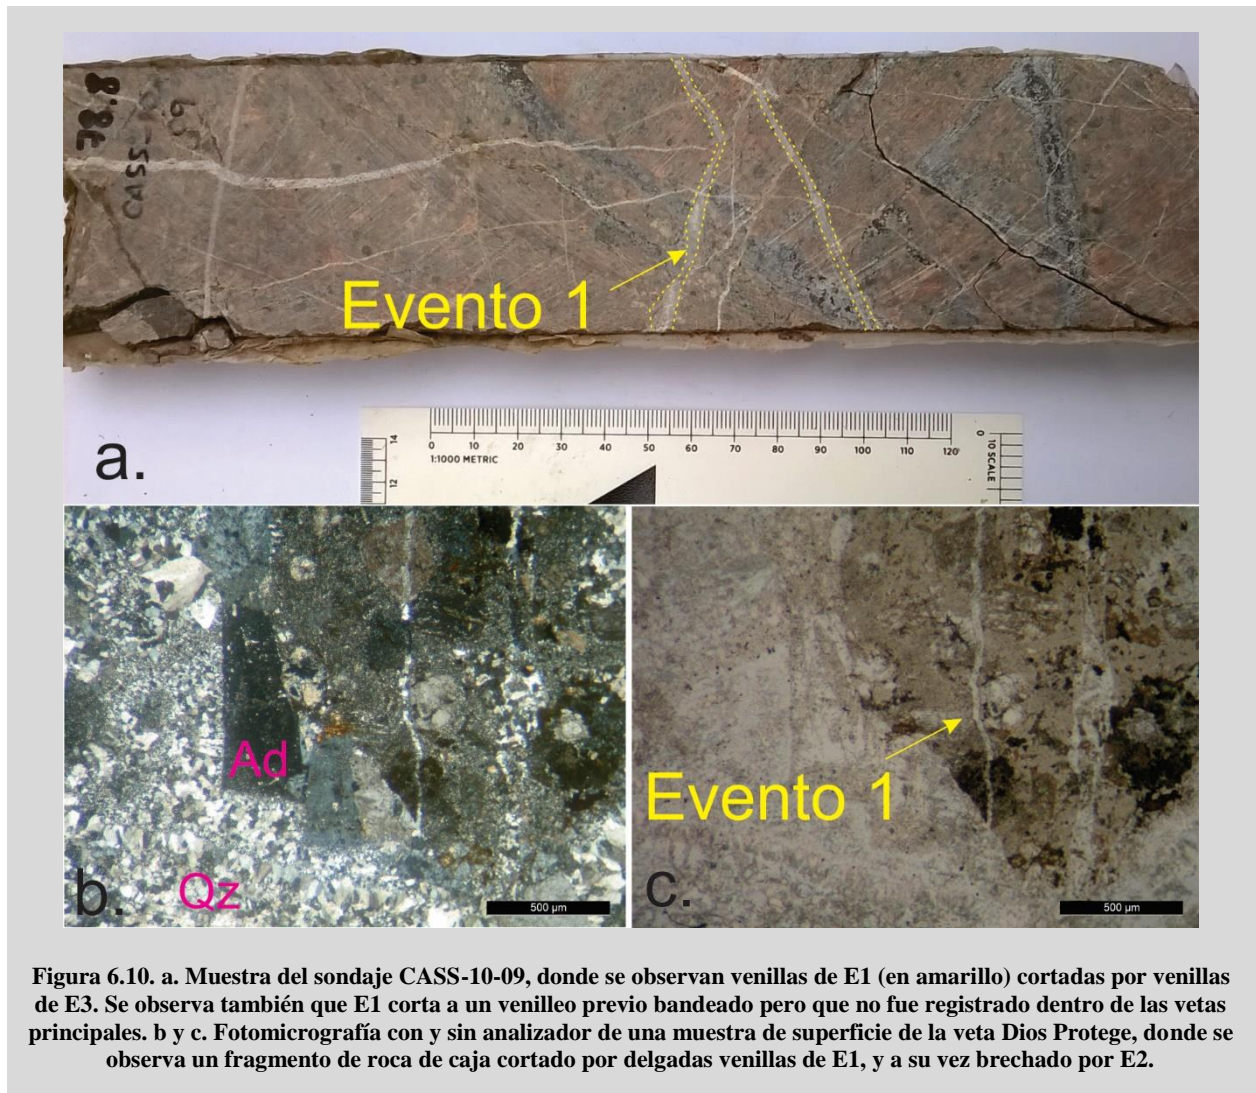 CASS-10
09
78.8
Evento 1
a.
0 10 20 30 40 50 60 70 80 90 100 110 120
1:1000 METRIC
14
12
0
10 SCALE
Ad
Qz
b.
500 µm
Evento 1
c.
500 µm
Figura 6.10. a. Muestra del sondaje CASS-10-09, donde se observan venillas de E1 (en amarillo) cortadas por venillas
de E3. Se observa también que E1 corta a un venilleo previo bandeado pero que no fue registrado dentro de las vetas
principales. b y c. Fotomicrografía con y sin analizador de una muestra de superficie de la veta Dios Protege, donde se
observa un fragmento de roca de caja cortado por delgadas venillas de E1, y a su vez brechado por E2.